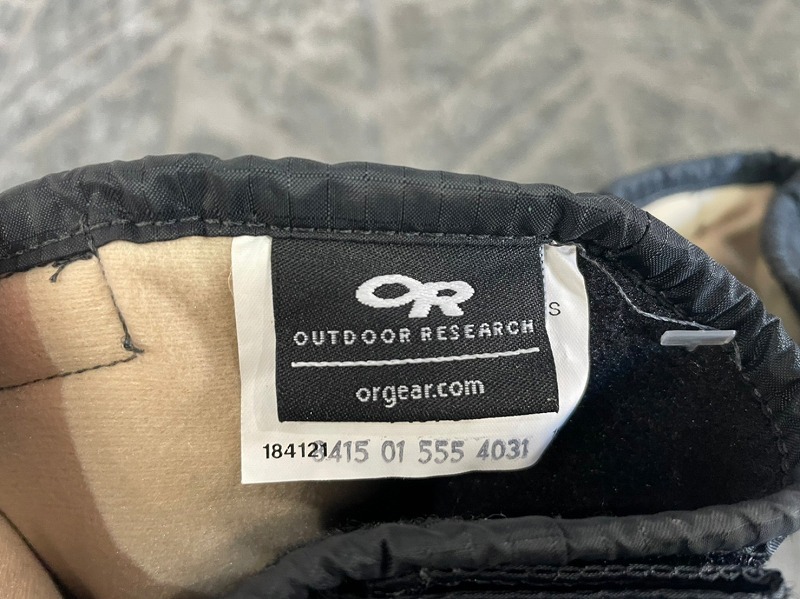 OR
OUTDOOR RESEARCH
orgear.com
S
184121 8415 01 555 4031